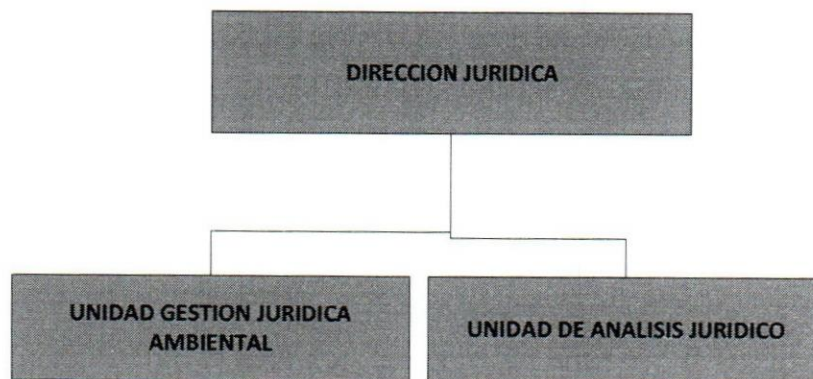 DIRECCION JURIDICA
UNIDAD GESTION JURIDICA
AMBIENTAL
UNIDAD DE ANALISIS JURIDICO